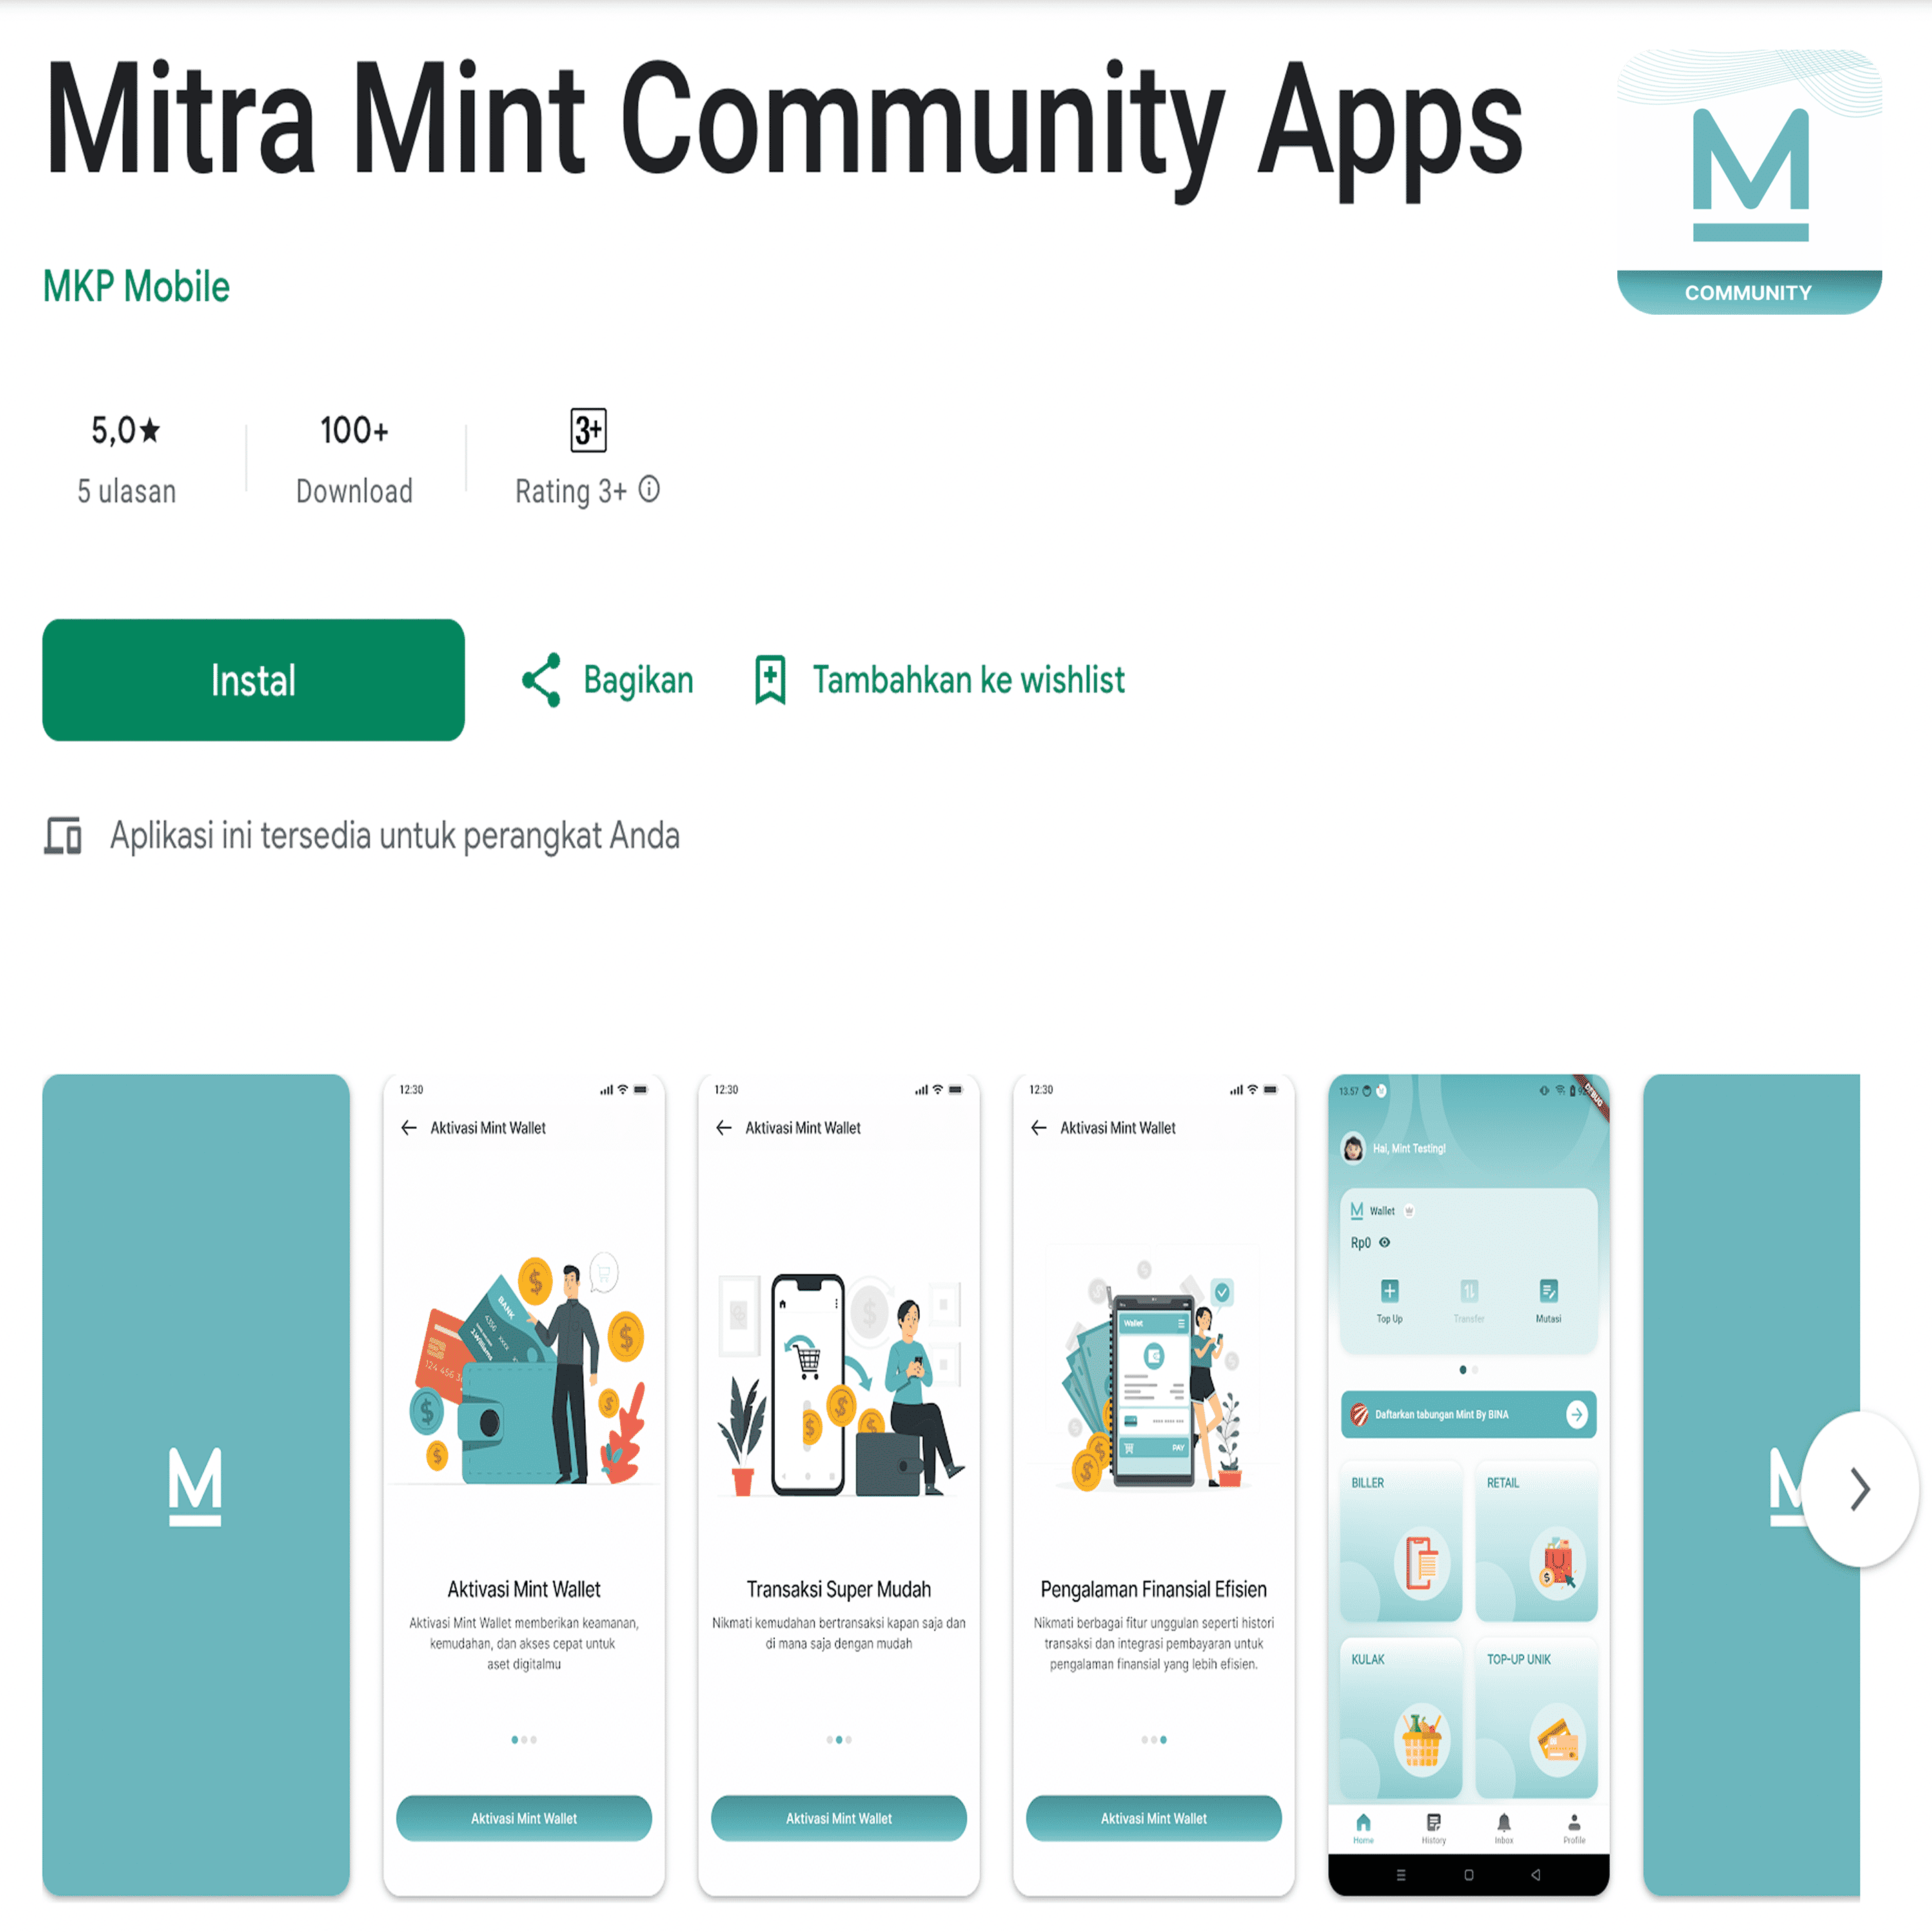 Mitra Mint Community Apps
M
COMMUNITY
MKP Mobile
5,0★
5 ulasan
100+
Download
3+
Rating 3+
Instal
Bagikan
Tambahkan ke wishlist
Aplikasi ini tersedia untuk perangkat Anda
M
12:30
Aktivasi Mint Wallet
BANK
Aktivasi Mint Wallet
Aktivasi Mint Wallet memberikan keamanan,
kemudahan, dan akses cepat untuk
aset digitalmu
Aktivasi Mint Wallet
12:30
Aktivasi Mint Wallet
Transaksi Super Mudah
Nikmati kemudahan bertransaksi kapan saja dan
di mana saja dengan mudah
Aktivasi Mint Wallet
12:30
Aktivasi Mint Wallet
Wallet
PAY
Pengalaman Finansial Efisien
Nikmati berbagai fitur unggulan seperti histori
transaksi dan integrasi pembayaran untuk
pengalaman finansial yang lebih efisien.
Aktivasi Mint Wallet
13.57
DEBUG
Hai, Mint Testing!
M Wallet
Rp0
Top Up
Transfer
Mutasi
Daftarkan tabungan Mint By BINA
BILLER
RETAIL
KULAK
TOP-UP UNIK
Home
History
Inbox
Profile
M